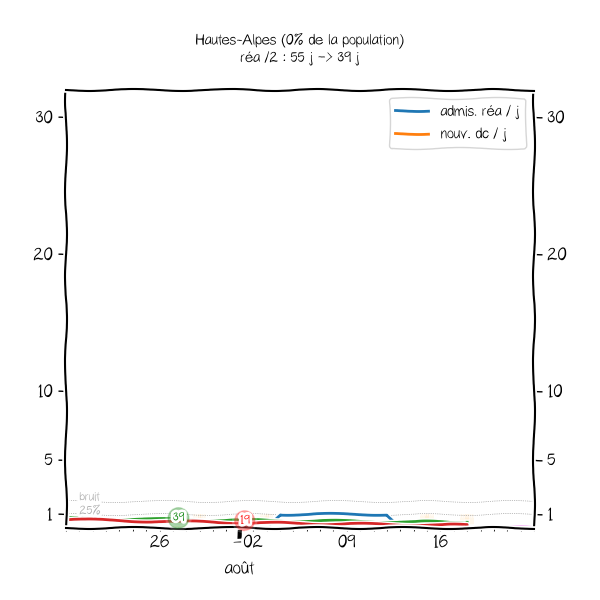 Hautes-Alpes (0% de la population)
réa /2 : 55 j -> 39 j
admis. réa / j
nouv. dc / j
30
30
20
20
10
10
5
5
bruit
25%
1
1
39
19
26
02
09
16
août